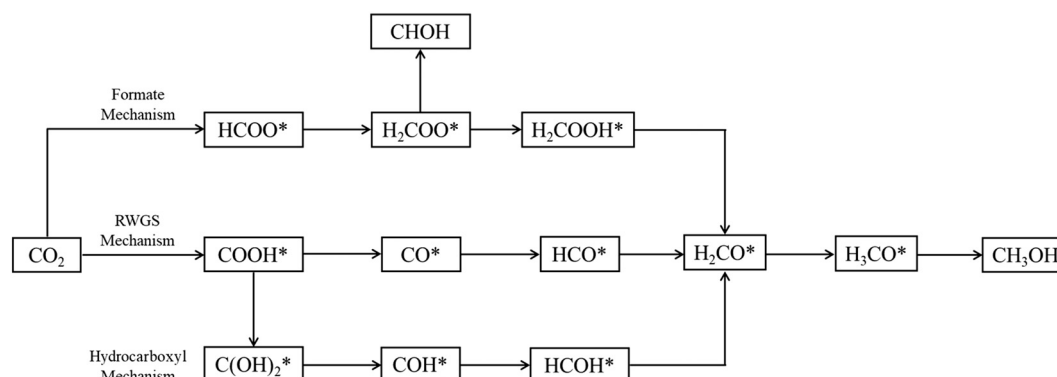 CHOH
Formate
Mechanism
HCOO*
H₂COO*
H₂COOH*
RWGS
Mechanism
CO₂
COOH*
CO*
HCO*
H₂CO*
H₃CO*
CH₃OH
Hydrocarboxyl
Mechanism
C(OH)₂*
COH*
HCOH*